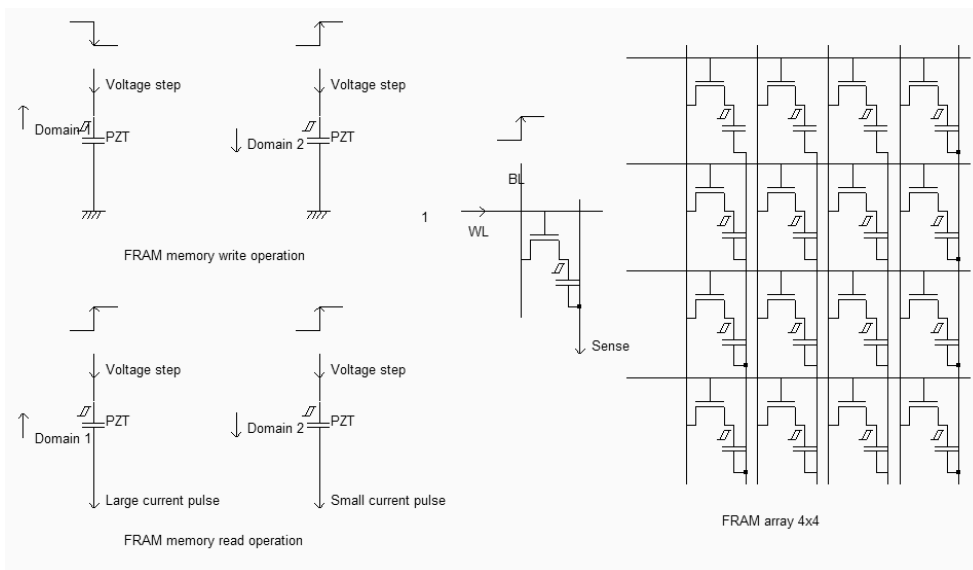 Voltage step
Voltage step
Domain 1
PZT
Domain 2
PZT
FRAM memory write operation
BL
1
WL
Sense
Voltage step
Voltage step
Domain 1
PZT
Domain 2
PZT
Large current pulse
Small current pulse
FRAM memory read operation
FRAM array 4x4